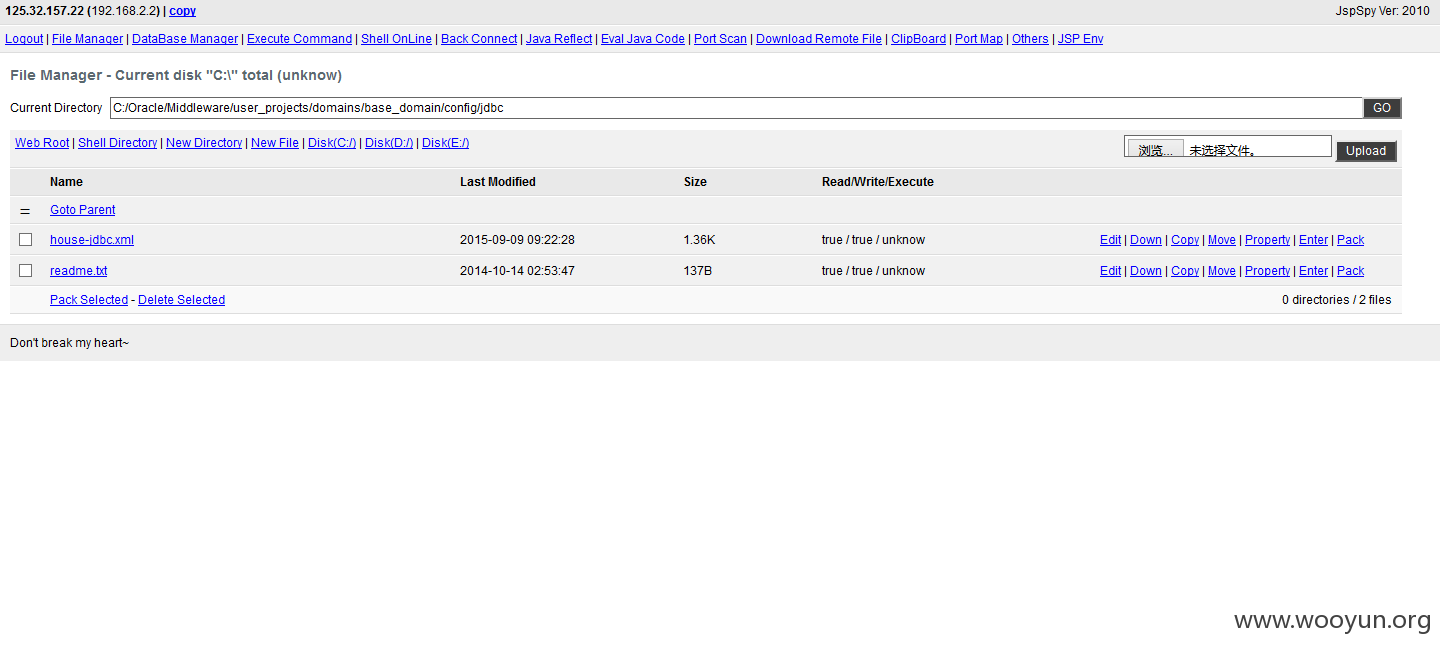 125.32.157.22 (192.168.2.2) | copy JspSpy Ver: 2010
Logout | File Manager | DataBase Manager | Execute Command | Shell OnLine | Back Connect | Java Reflect | Eval Java Code | Port Scan | Download Remote File | ClipBoard | Port Map | Others | JSP Env
File Manager - Current disk "C:\" total (unknow)
Current Directory C:/Oracle/Middleware/user_projects/domains/base_domain/config/jdbc GO
Web Root | Shell Directory | New Directory | New File | Disk(C:/) | Disk(D:/) | Disk(E:/) 浏览... 未选择文件。 Upload
Name Last Modified Size Read/Write/Execute
= Goto Parent
house-jdbc.xml 2015-09-09 09:22:28 1.36K true / true / unknow Edit | Down | Copy | Move | Property | Enter | Pack
readme.txt 2014-10-14 02:53:47 137B true / true / unknow Edit | Down | Copy | Move | Property | Enter | Pack
Pack Selected - Delete Selected 0 directories / 2 files
Don't break my heart~
www.wooyun.org